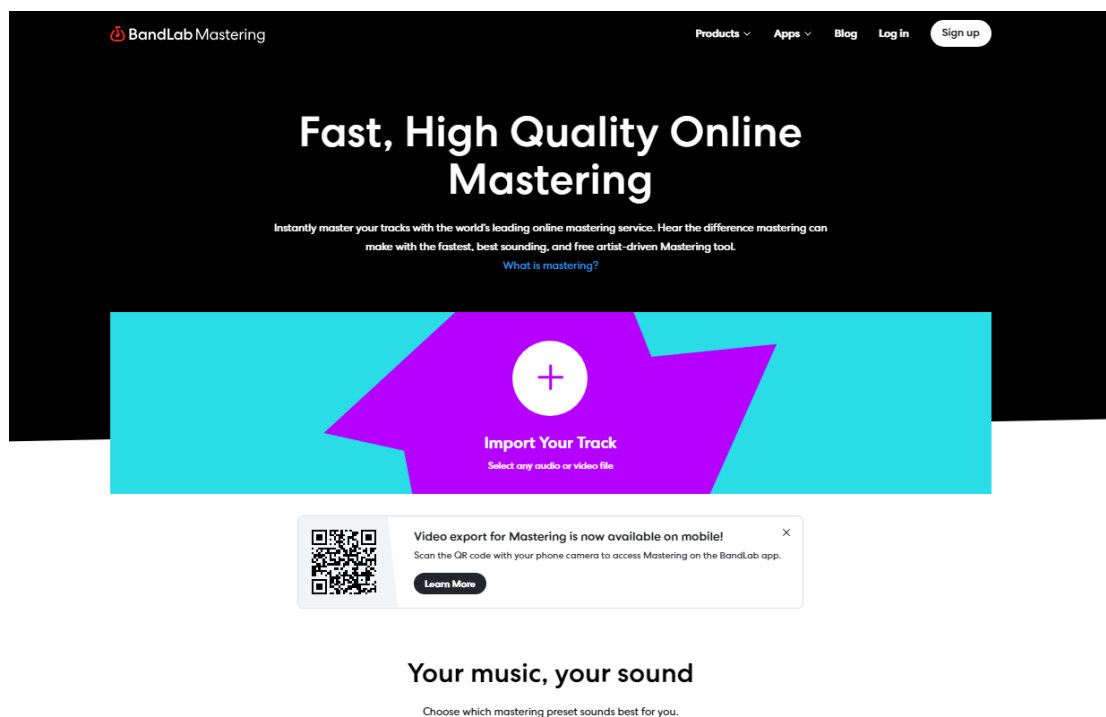 BandLab Mastering
Products
Apps
Blog
Log in
Sign up
Fast, High Quality Online
Mastering
Instantly master your tracks with the world's leading online mastering service. Hear the difference mastering can
make with the fastest, best sounding, and free artist-driven Mastering tool.
What is mastering?
Import Your Track
Select any audio or video file
Video export for Mastering is now available on mobile!
Scan the QR code with your phone camera to access Mastering on the BandLab app.
Learn More
Your music, your sound
Choose which mastering preset sounds best for you.